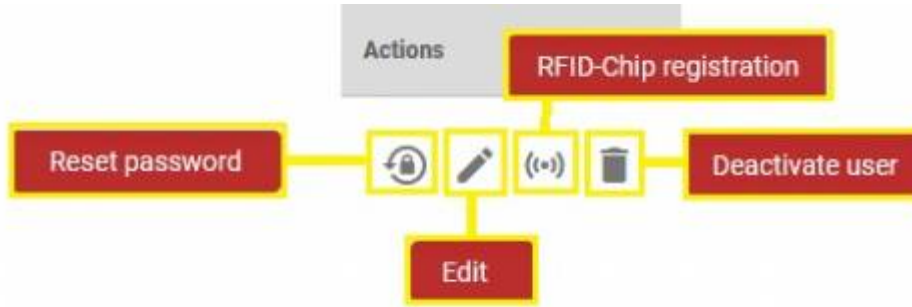 Actions
RFID-Chip registration
Reset password
Deactivate user
Edit